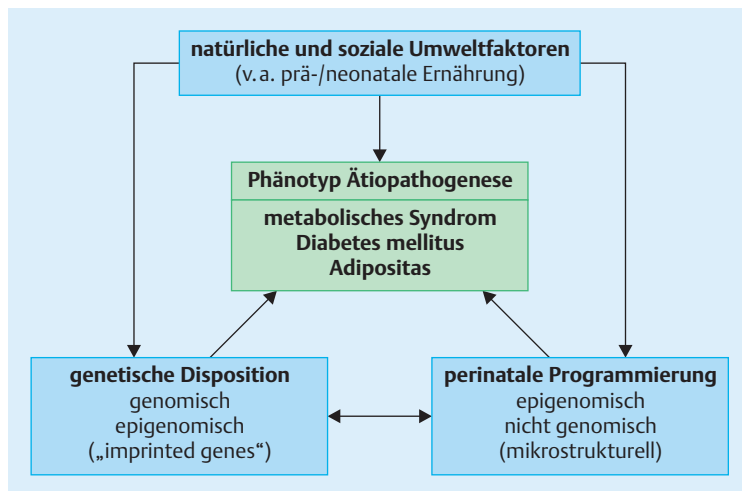 natürliche und soziale Umweltfaktoren
(v. a. prä-/neonatale Ernährung)
Phänotyp Ätiopathogenese
metabolisches Syndrom
Diabetes mellitus
Adipositas
genetische Disposition
genomisch
epigenomisch
(„imprinted genes“)
perinatale Programmierung
epigenomisch
nicht genomisch
(mikrostrukturell)